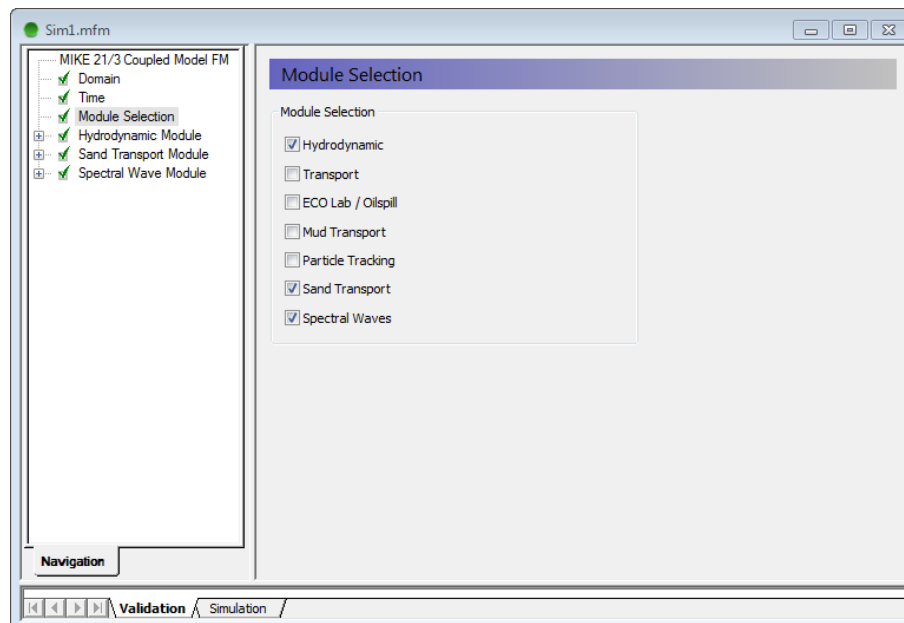 Sim1.mfm
MIKE 21/3 Coupled Model FM
Domain
Time
Module Selection
Hydrodynamic Module
Sand Transport Module
Spectral Wave Module
Navigation
Module Selection
Module Selection
Hydrodynamic
Transport
ECO Lab / Oilspill
Mud Transport
Particle Tracking
Sand Transport
Spectral Waves
Validation
Simulation